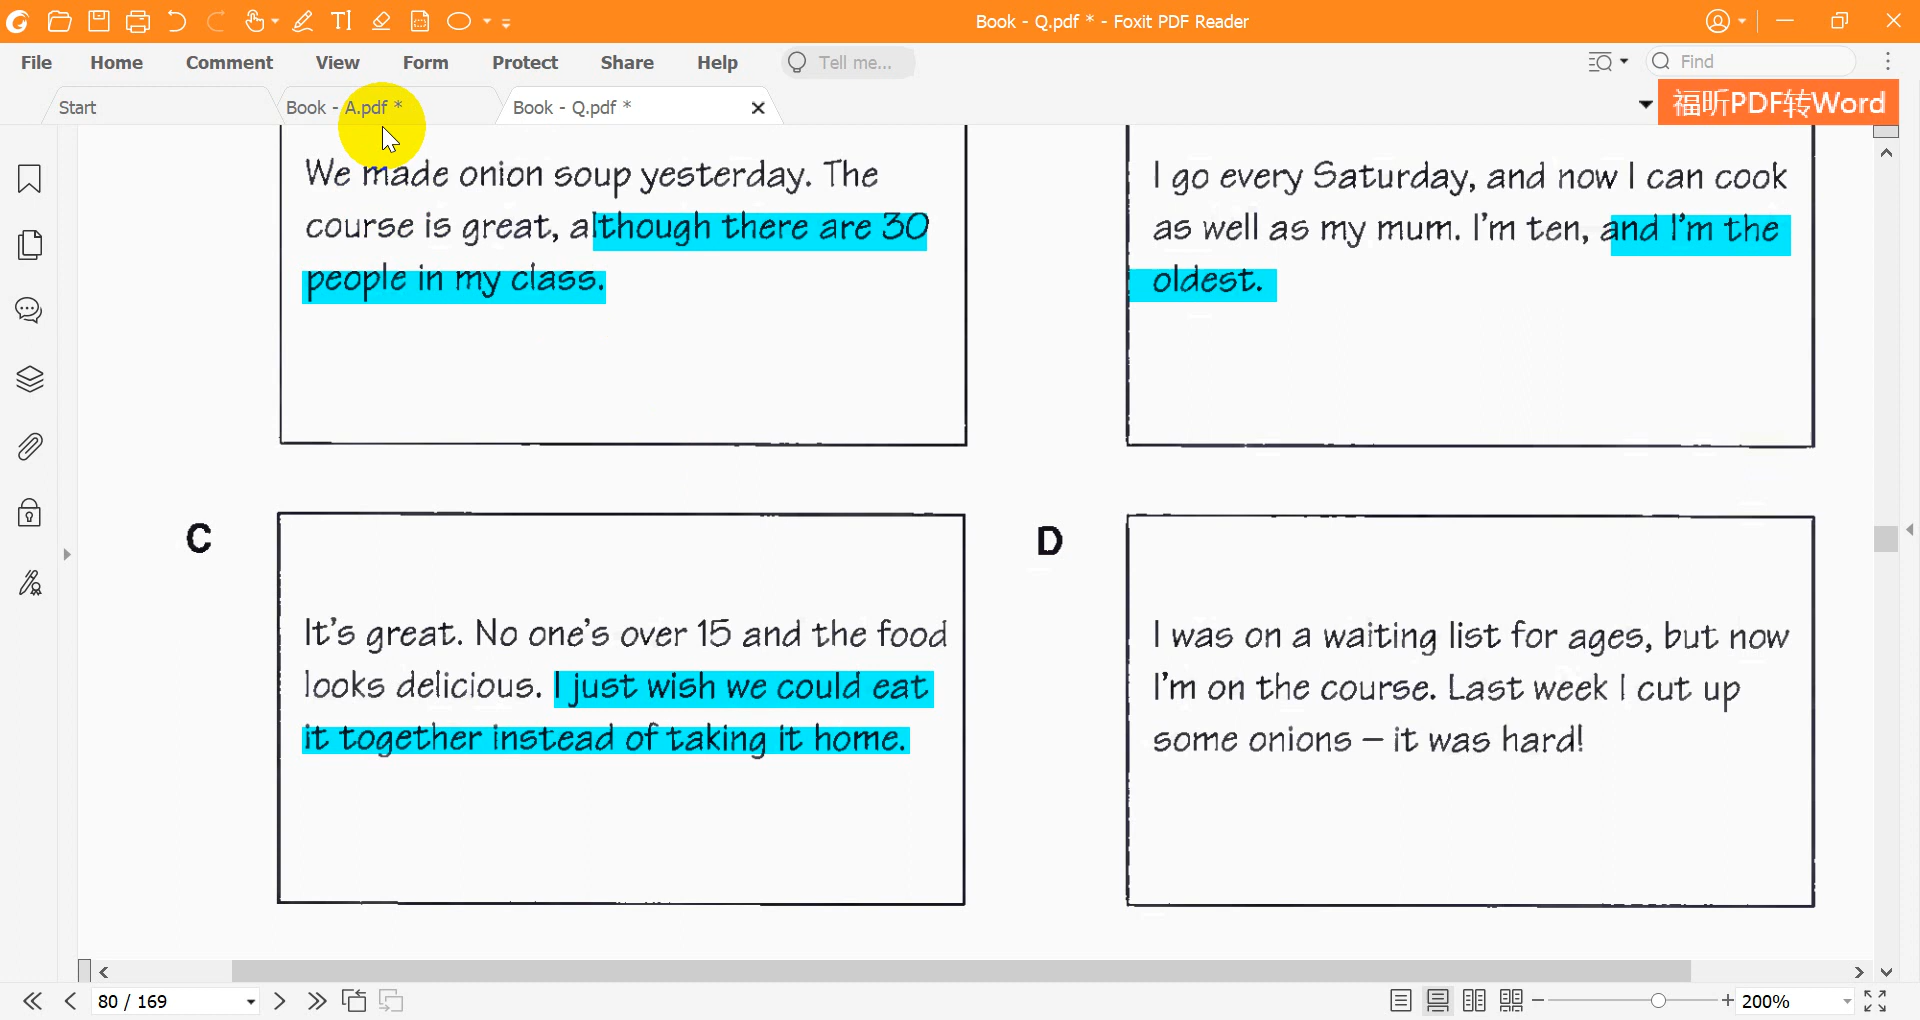 Book - Q.pdf * - Foxit PDF Reader
File Home Comment View Form Protect Share Help Tell me... Find
Start Book - A.pdf * Book - Q.pdf * 福昕PDF转Word
We made onion soup yesterday. The
course is great, although there are 30
people in my class.
I go every Saturday, and now I can cook
as well as my mum. I'm ten, and I'm the
oldest.
C
It's great. No one's over 15 and the food
looks delicious. I just wish we could eat
it together instead of taking it home.
D
I was on a waiting list for ages, but now
I'm on the course. Last week I cut up
some onions – it was hard!
80 / 169 200%